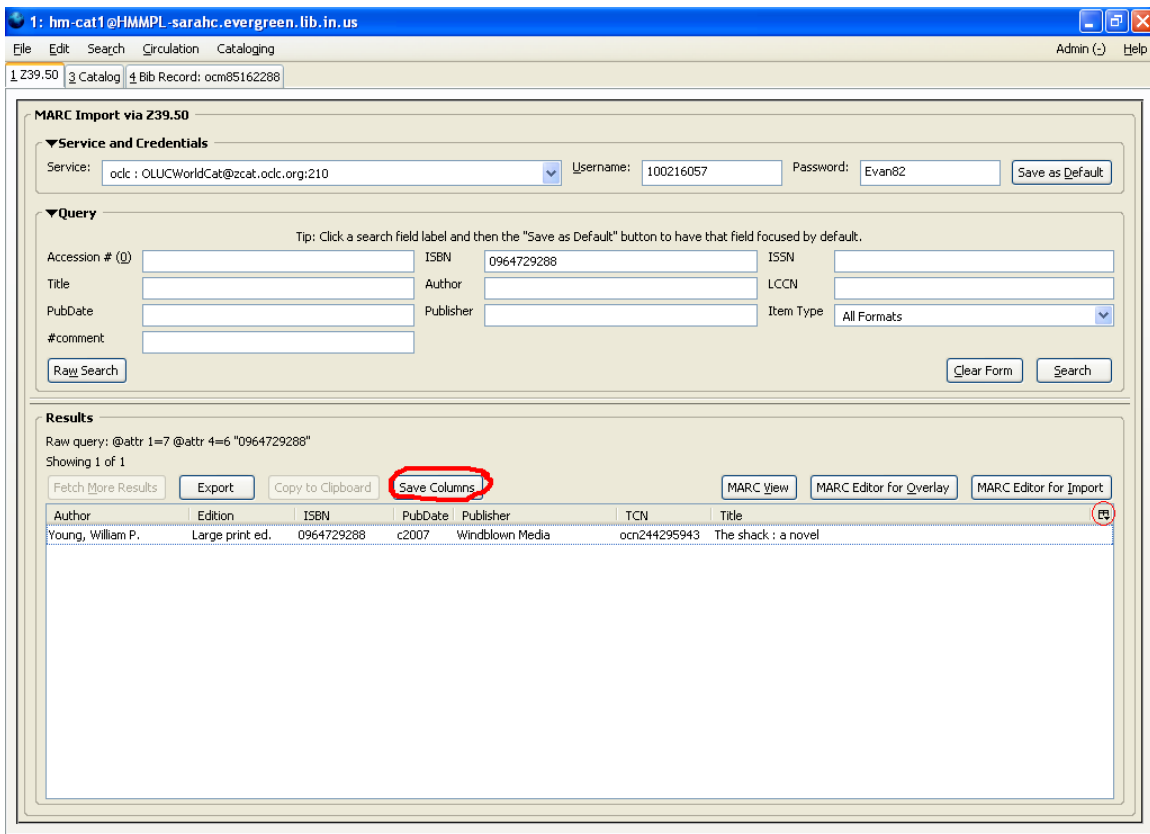 1: hm-cat1@HMMPL-sarahc.evergreen.lib.in.us
File Edit Search Circulation Cataloging Admin (-) Help
1 Z39.50 3 Catalog 4 Bib Record: ocm85162288
MARC Import via Z39.50
▼Service and Credentials
Service: oclc : OLUCWorldCat@zcat.oclc.org:210 Username: 100216057 Password: Evan82 Save as Default
▼Query
Tip: Click a search field label and then the "Save as Default" button to have that field focused by default.
Accession # (0) ISBN 0964729288 ISSN
Title Author LCCN
PubDate Publisher Item Type All Formats
#comment
Raw Search Clear Form Search
Results
Raw query: @attr 1=7 @attr 4=6 "0964729288"
Showing 1 of 1
Fetch More Results Export Copy to Clipboard Save Columns MARC View MARC Editor for Overlay MARC Editor for Import
Author Edition ISBN PubDate Publisher TCN Title
Young, William P. Large print ed. 0964729288 c2007 Windblown Media ocn244295943 The shack : a novel